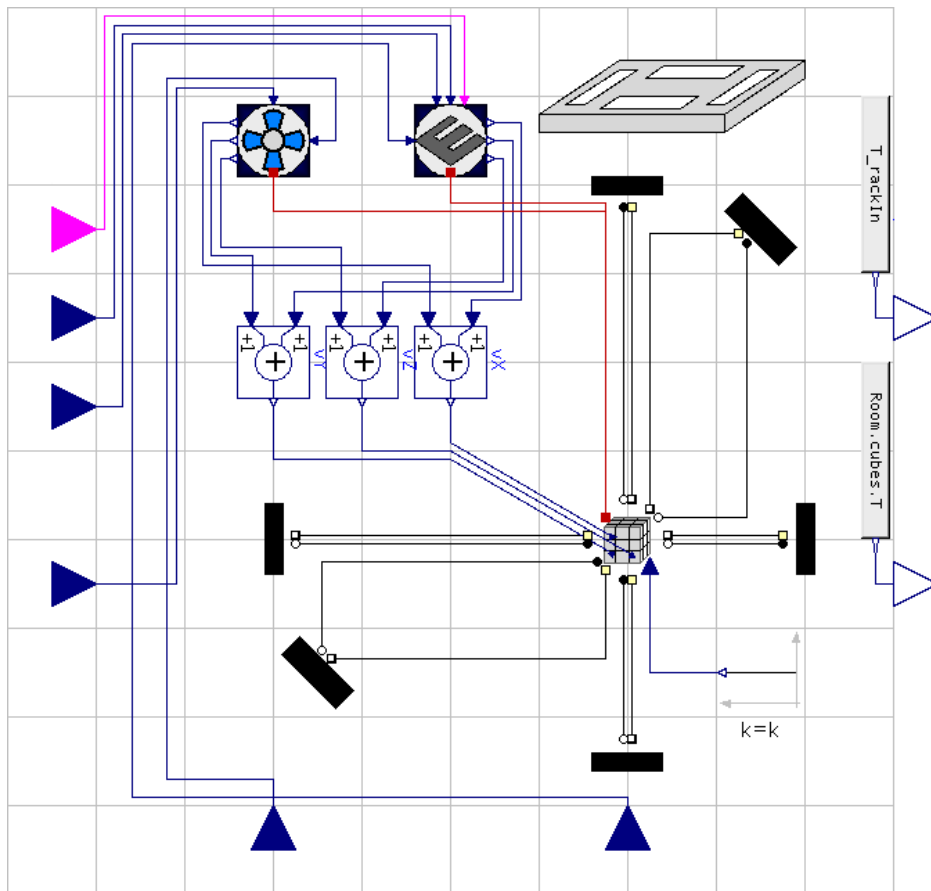 T_rackIn
+1 +1 +1 +1 +1 +1
vY
vZ
vX
Room.cubes.T
k=k